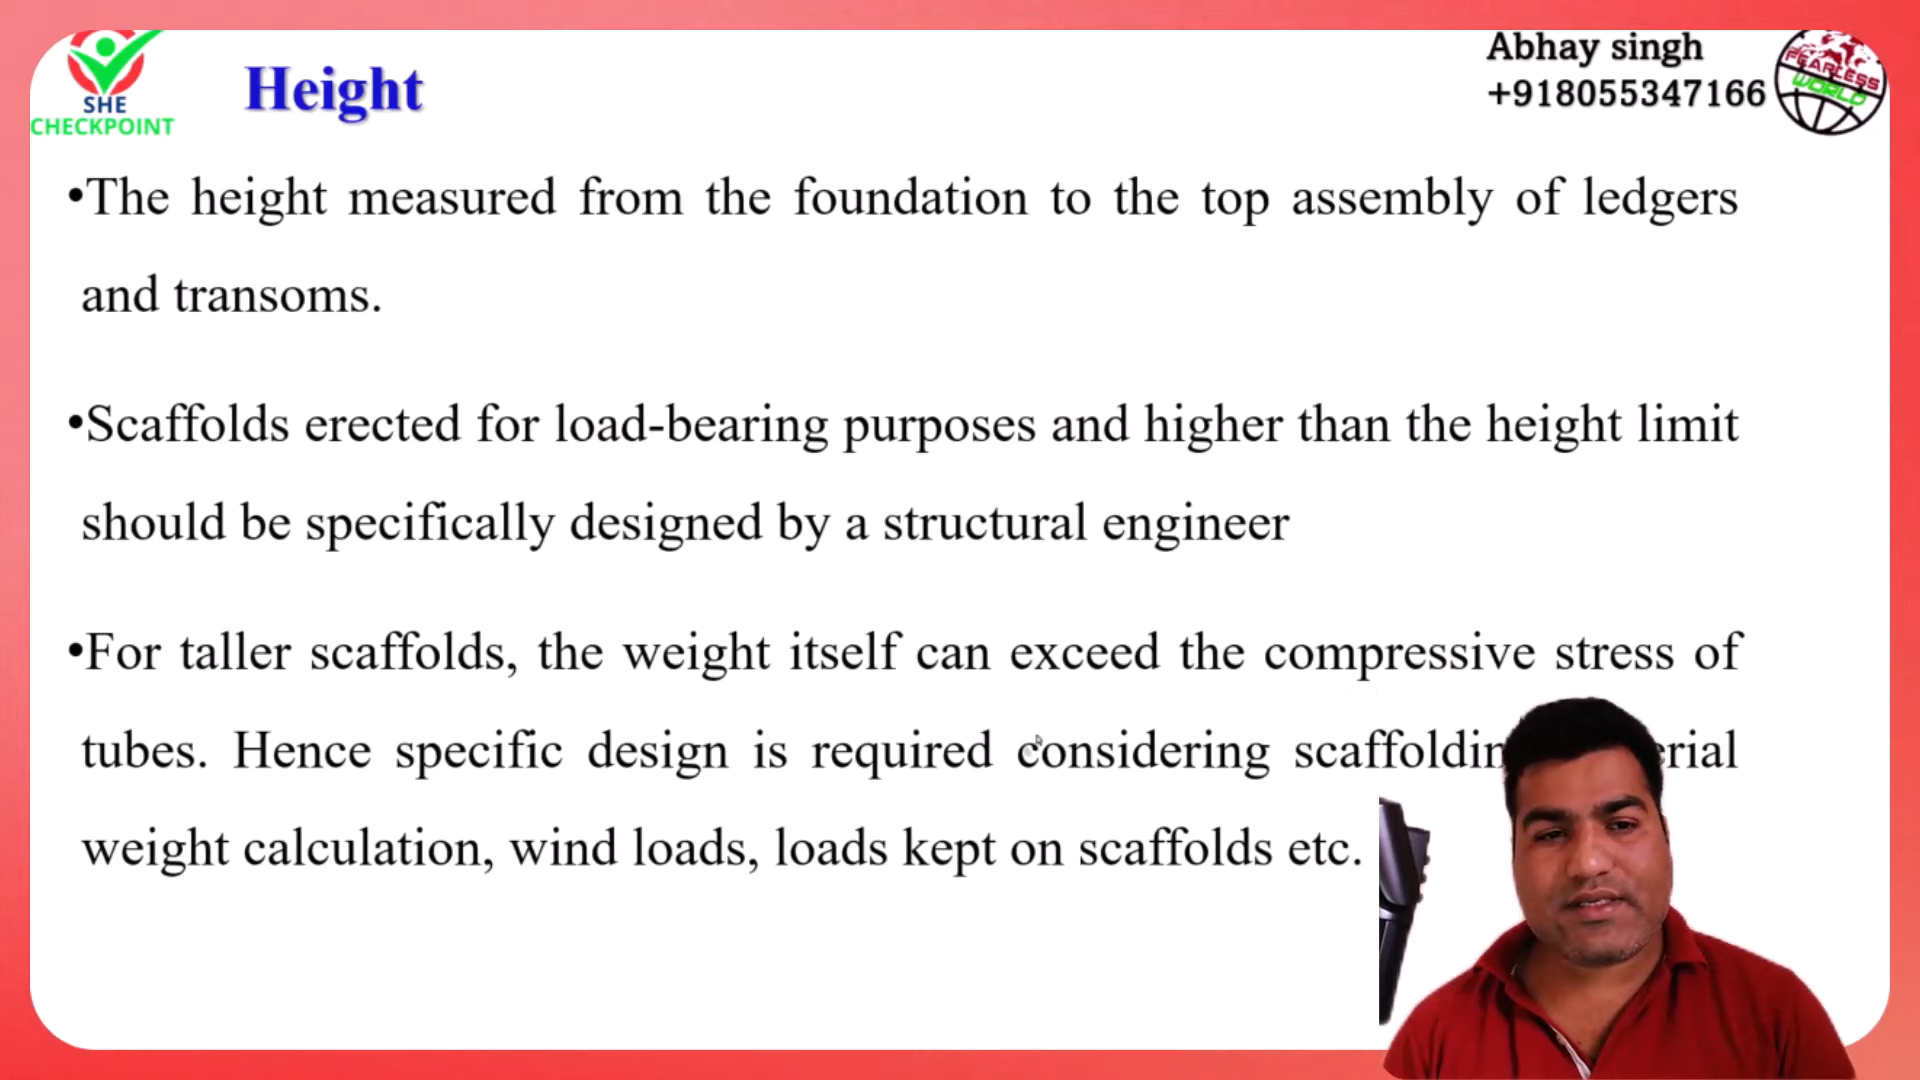 SHE
CHECKPOINT
Height
Abhay singh
+918055347166
FEARLESS
WORLD
•The height measured from the foundation to the top assembly of ledgers
and transoms.
•Scaffolds erected for load-bearing purposes and higher than the height limit
should be specifically designed by a structural engineer
•For taller scaffolds, the weight itself can exceed the compressive stress of
tubes. Hence specific design is required considering
weight calculation, wind loads, loads kept on scaffolds etc.